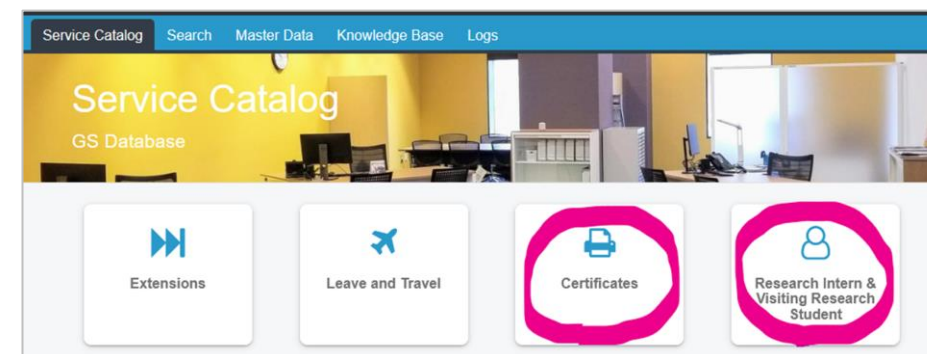 Service Catalog Search Master Data Knowledge Base Logs
Service Catalog
GS Database
Extensions
Leave and Travel
Certificates
Research Intern &
Visiting Research
Student